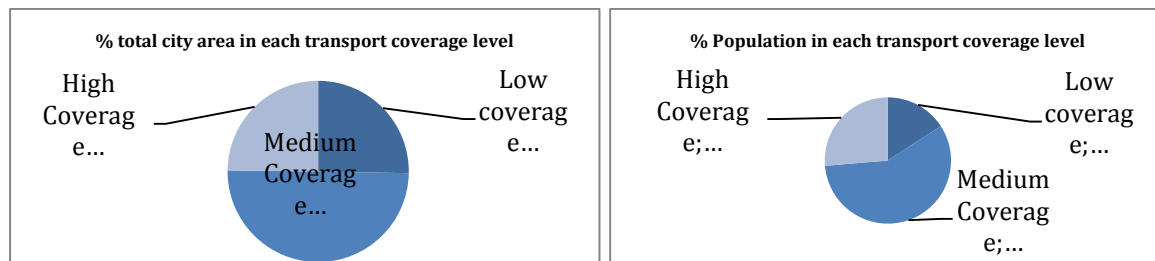 % total city area in each transport coverage level
High
Coverag
e…
Low
coverag
e…
Medium
Coverag
e…
% Population in each transport coverage level
High
Coverag
e;…
Low
coverag
e;…
Medium
Coverag
e;…